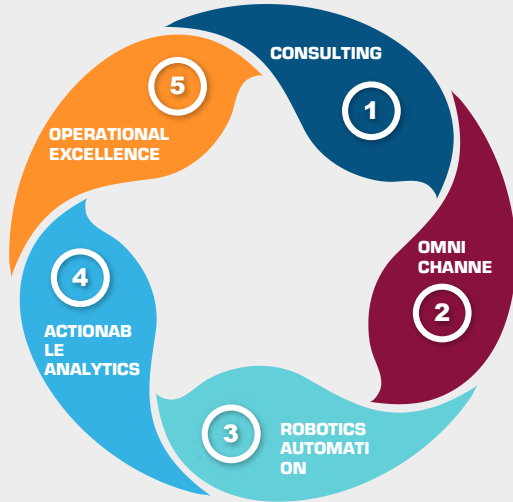 CONSULTING
1
OMNI
CHANNE
2
3
ROBOTICS
AUTOMATI
ON
4
ACTIONAB
LE
ANALYTICS
5
OPERATIONAL
EXCELLENCE